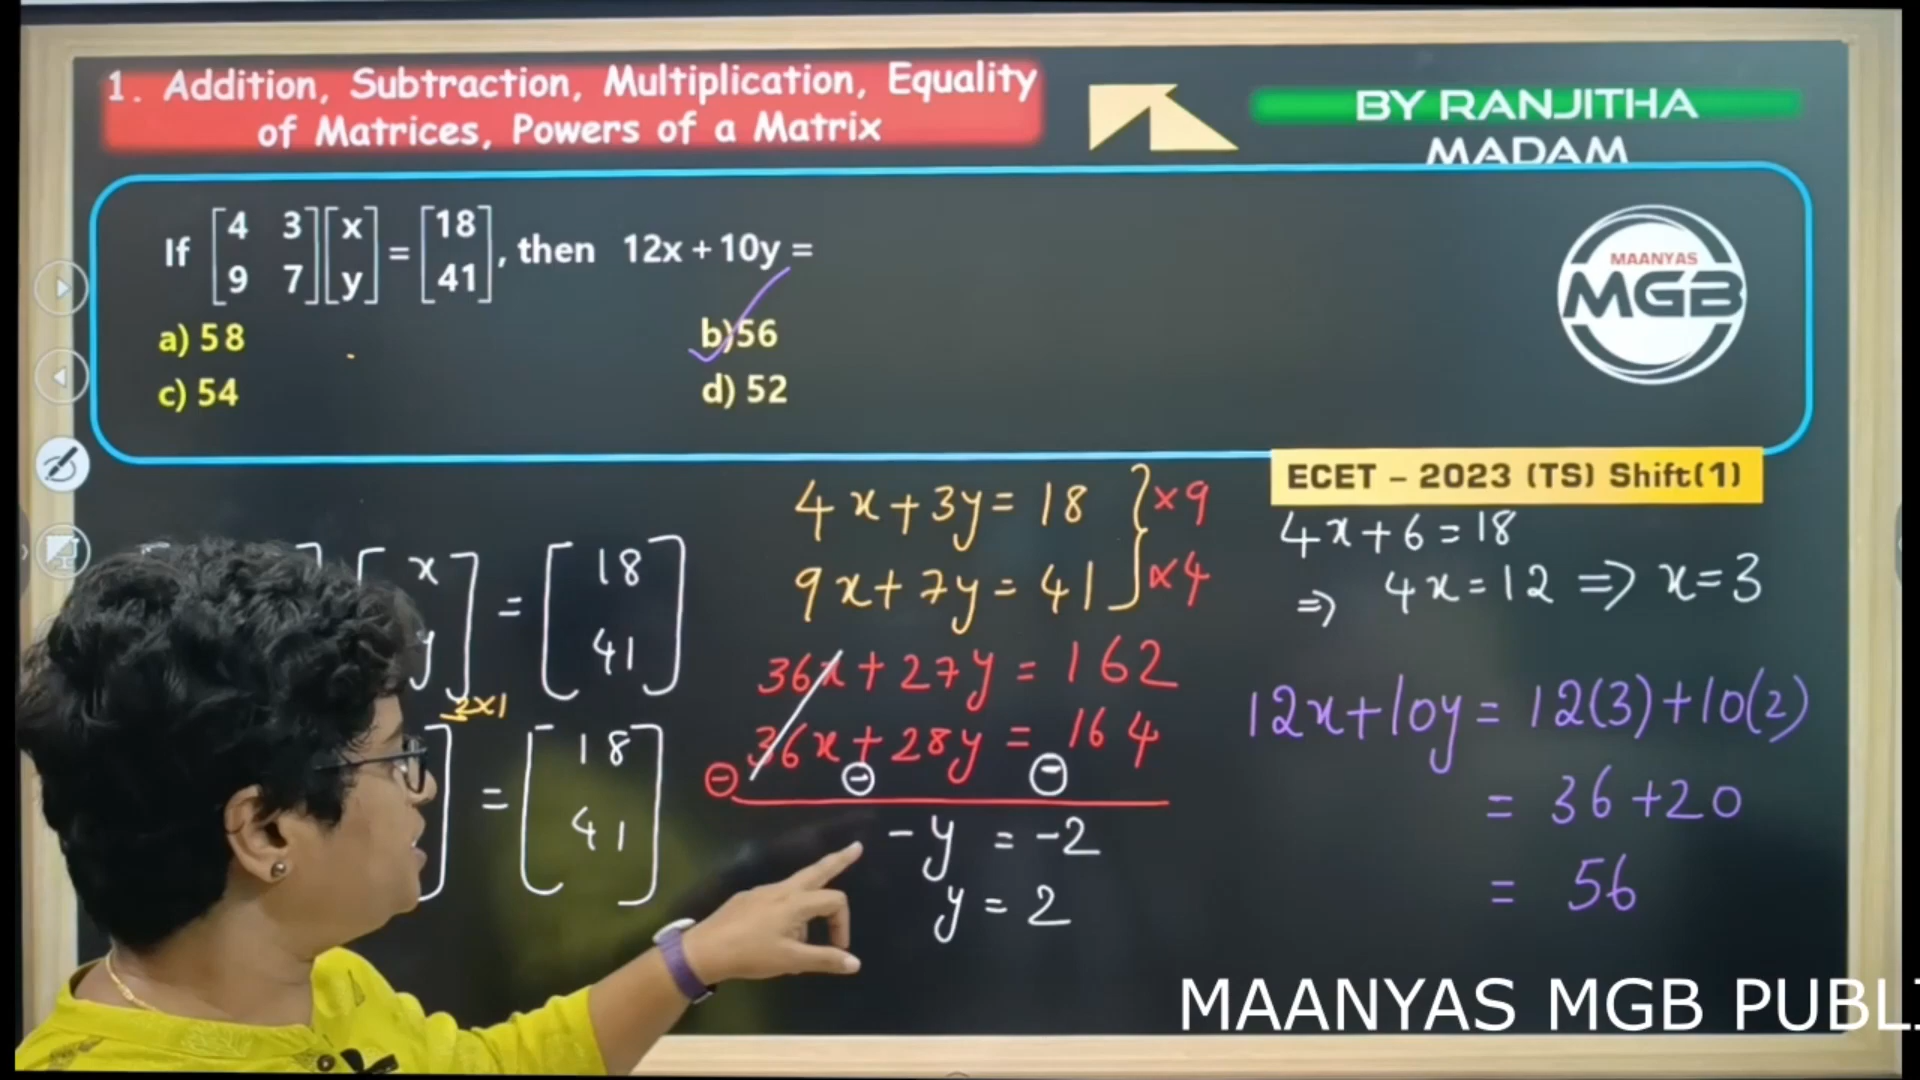 1. Addition, Subtraction, Multiplication, Equality
of Matrices, Powers of a Matrix
BY RANJITHA
MADAM
If [4 3
9 7] [x
y] = [18
41], then 12x + 10y =
a) 58
b) 56
c) 54
d) 52
MAANYAS
MGB
ECET – 2023 (TS) Shift(1)
[x
y] = [18
41]
2x1
] = [18
41]
4x + 3y = 18 } ×9
9x + 7y = 41 } ×4
36x + 27y = 162
36x + 28y = 164
⊖ ⊖ ⊖
-y = -2
y = 2
4x + 6 = 18
⇒ 4x = 12 ⇒ x = 3
12x + 10y = 12(3) + 10(2)
= 36 + 20
= 56
MAANYAS MGB PUBLI